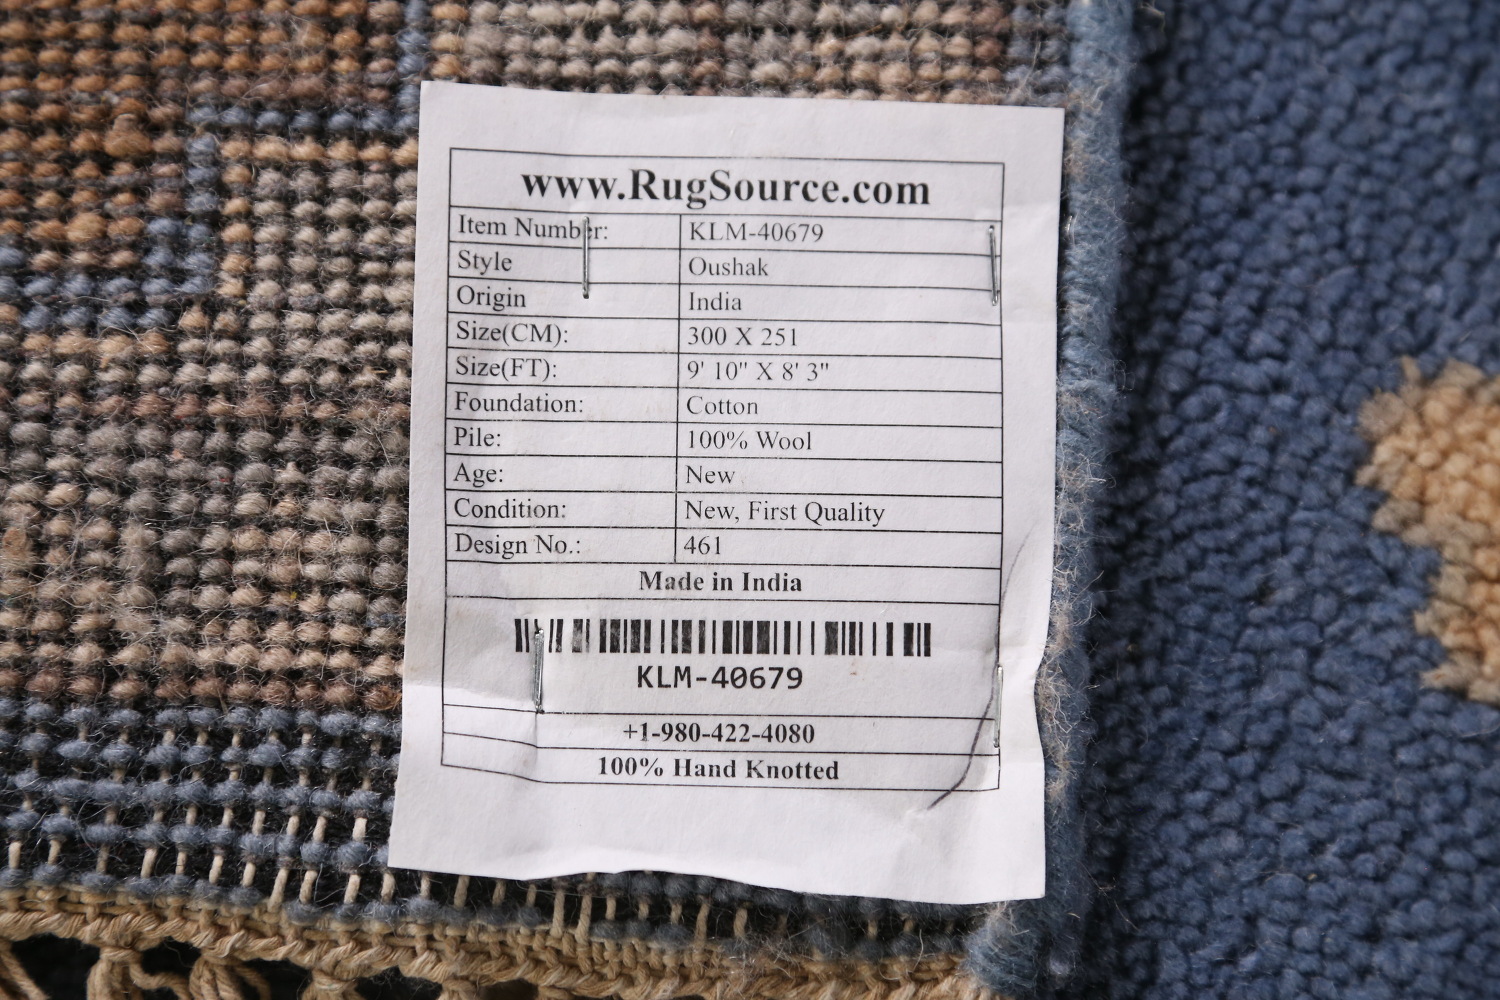 www.RugSource.com
Item Number: KLM-40679
Style Oushak
Origin India
Size(CM): 300 X 251
Size(FT): 9' 10" X 8' 3"
Foundation: Cotton
Pile: 100% Wool
Age: New
Condition: New, First Quality
Design No.: 461
Made in India
KLM-40679
+1-980-422-4080
100% Hand Knotted